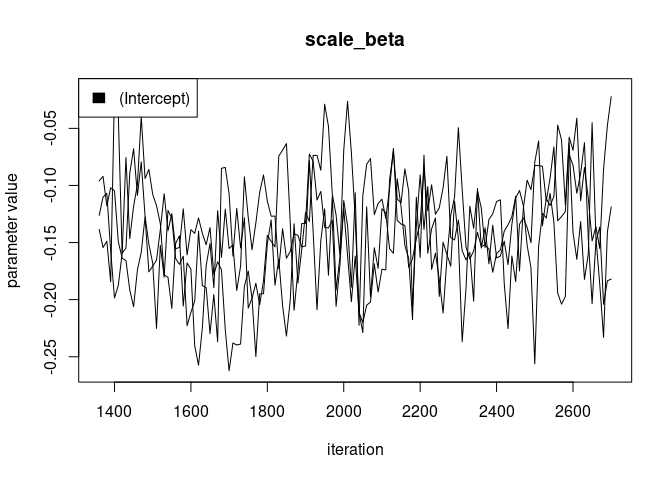 scale_beta
(Intercept)
parameter value
-0.05
-0.10
-0.15
-0.20
-0.25
1400 1600 1800 2000 2200 2400 2600
iteration